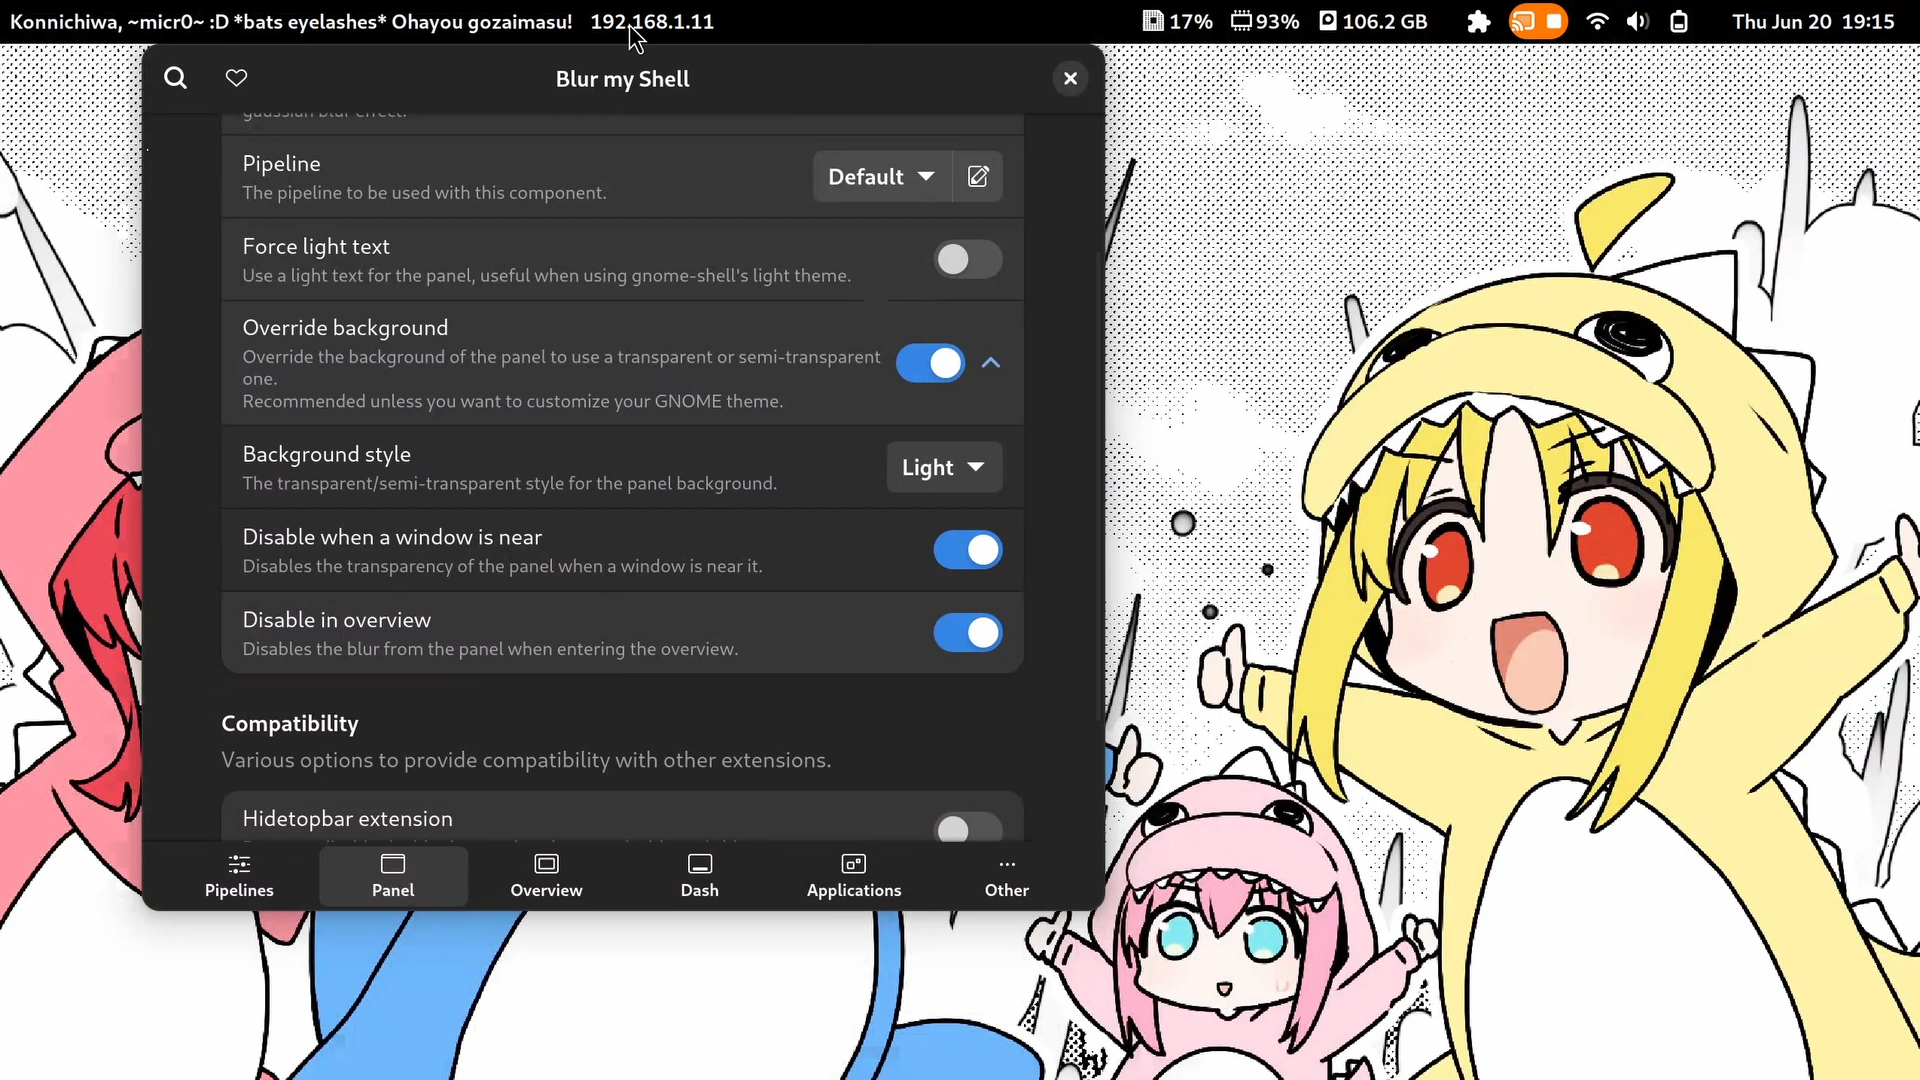 Konnichiwa, ~micr0~ :D *bats eyelashes* Ohayou gozaimasu! 192.168.1.11 17% 93% 106.2 GB Thu Jun 20 19:15
Blur my Shell
gaussian blur effect.
Pipeline
The pipeline to be used with this component.
Default
Force light text
Use a light text for the panel, useful when using gnome-shell's light theme.
Override background
Override the background of the panel to use a transparent or semi-transparent
one.
Recommended unless you want to customize your GNOME theme.
Background style
The transparent/semi-transparent style for the panel background.
Light
Disable when a window is near
Disables the transparency of the panel when a window is near it.
Disable in overview
Disables the blur from the panel when entering the overview.
Compatibility
Various options to provide compatibility with other extensions.
Hidetopbar extension
Pipelines Panel Overview Dash Applications Other